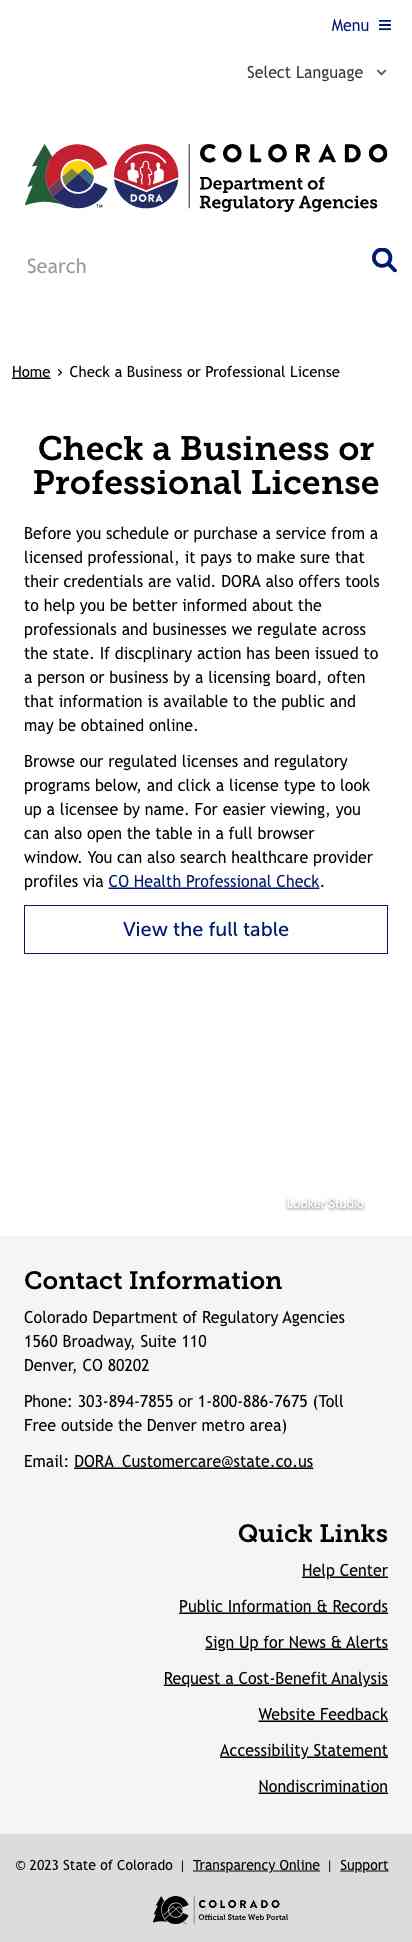 Menu
Select Language
COLORADO
Department of
Regulatory Agencies
DORA
TM
Search
Home › Check a Business or Professional License
Check a Business or
Professional License
Before you schedule or purchase a service from a
licensed professional, it pays to make sure that
their credentials are valid. DORA also offers tools
to help you be better informed about the
professionals and businesses we regulate across
the state. If discplinary action has been issued to
a person or business by a licensing board, often
that information is available to the public and
may be obtained online.
Browse our regulated licenses and regulatory
programs below, and click a license type to look
up a licensee by name. For easier viewing, you
can also open the table in a full browser
window. You can also search healthcare provider
profiles via CO Health Professional Check.
View the full table
Looker Studio
Contact Information
Colorado Department of Regulatory Agencies
1560 Broadway, Suite 110
Denver, CO 80202
Phone: 303-894-7855 or 1-800-886-7675 (Toll
Free outside the Denver metro area)
Email: DORA_Customercare@state.co.us
Quick Links
Help Center
Public Information & Records
Sign Up for News & Alerts
Request a Cost-Benefit Analysis
Website Feedback
Accessibility Statement
Nondiscrimination
© 2023 State of Colorado | Transparency Online | Support
COLORADO
Official State Web Portal